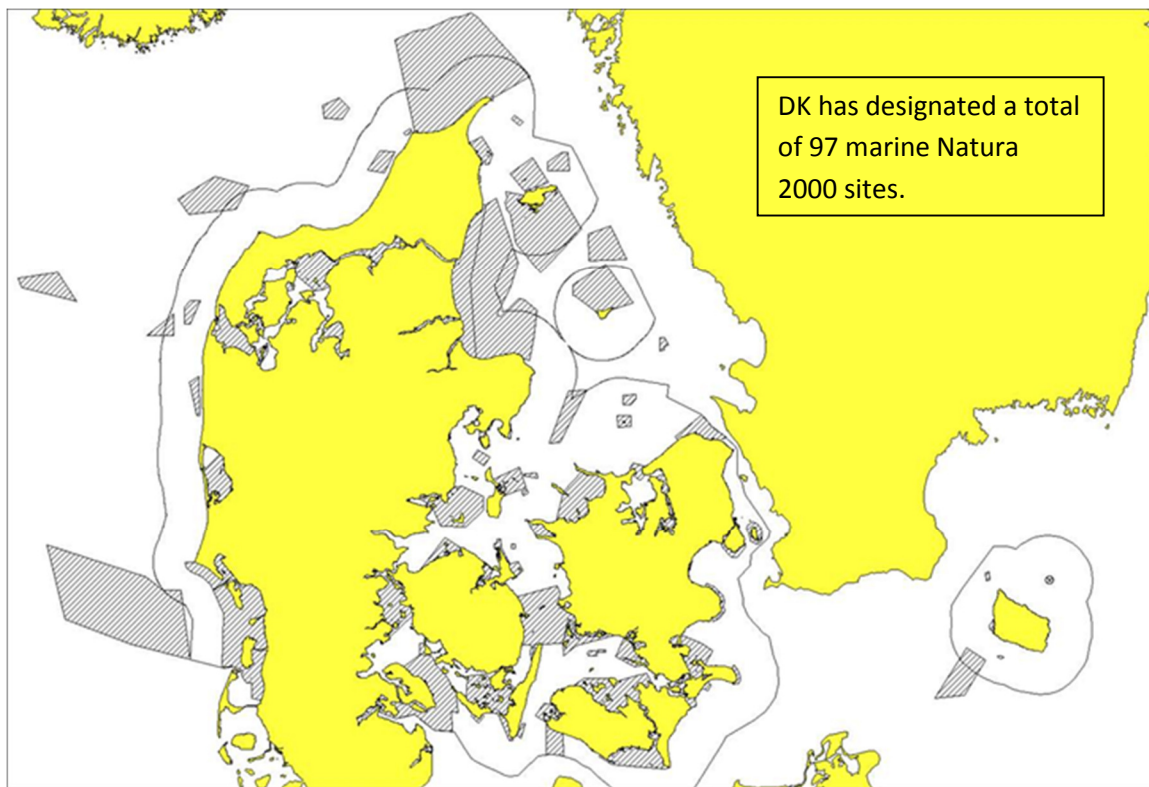 DK has designated a total
of 97 marine Natura
2000 sites.